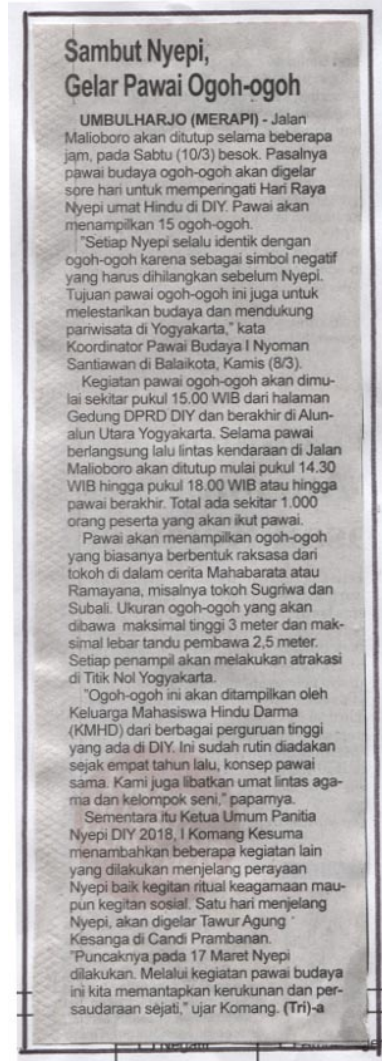 Sambut Nyepi,
Gelar Pawai Ogoh-ogoh
UMBULHARJO (MERAPI) - Jalan
Malioboro akan ditutup selama beberapa
jam, pada Sabtu (10/3) besok. Pasalnya
pawai budaya ogoh-ogoh akan digelar
sore hari untuk memperingati Hari Raya
Nyepi umat Hindu di DIY. Pawai akan
menampilkan 15 ogoh-ogoh.
"Setiap Nyepi selalu identik dengan
ogoh-ogoh karena sebagai simbol negatif
yang harus dihilangkan sebelum Nyepi.
Tujuan pawai ogoh-ogoh ini juga untuk
melestarikan budaya dan mendukung
pariwisata di Yogyakarta," kata
Koordinator Pawai Budaya I Nyoman
Santiawan di Balaikota, Kamis (8/3).
Kegiatan pawai ogoh-ogoh akan dimu-
lai sekitar pukul 15.00 WIB dari halaman
Gedung DPRD DIY dan berakhir di Alun-
alun Utara Yogyakarta. Selama pawai
berlangsung lalu lintas kendaraan di Jalan
Malioboro akan ditutup mulai pukul 14.30
WIB hingga pukul 18.00 WIB atau hingga
pawai berakhir. Total ada sekitar 1.000
orang peserta yang akan ikut pawai.
Pawai akan menampilkan ogoh-ogoh
yang biasanya berbentuk raksasa dari
tokoh di dalam cerita Mahabarata atau
Ramayana, misalnya tokoh Sugriwa dan
Subali. Ukuran ogoh-ogoh yang akan
dibawa maksimal tinggi 3 meter dan mak-
simal lebar tandu pembawa 2,5 meter.
Setiap penampil akan melakukan atrakasi
di Titik Nol Yogyakarta.
"Ogoh-ogoh ini akan ditampilkan oleh
Keluarga Mahasiswa Hindu Darma
(KMHD) dari berbagai perguruan tinggi
yang ada di DIY. Ini sudah rutin diadakan
sejak empat tahun lalu, konsep pawai
sama. Kami juga libatkan umat lintas aga-
ma dan kelompok seni," paparnya.
Sementara itu Ketua Umum Panitia
Nyepi DIY 2018, I Komang Kesuma
menambahkan beberapa kegiatan lain
yang dilakukan menjelang perayaan
Nyepi baik kegitan ritual keagamaan mau-
pun kegitan sosial. Satu hari menjelang
Nyepi, akan digelar Tawur Agung
Kesanga di Candi Prambanan.
"Puncaknya pada 17 Maret Nyepi
dilakukan. Melalui kegiatan pawai budaya
ini kita memantapkan kerukunan dan per-
saudaraan sejati," ujar Komang. (Tri)-a